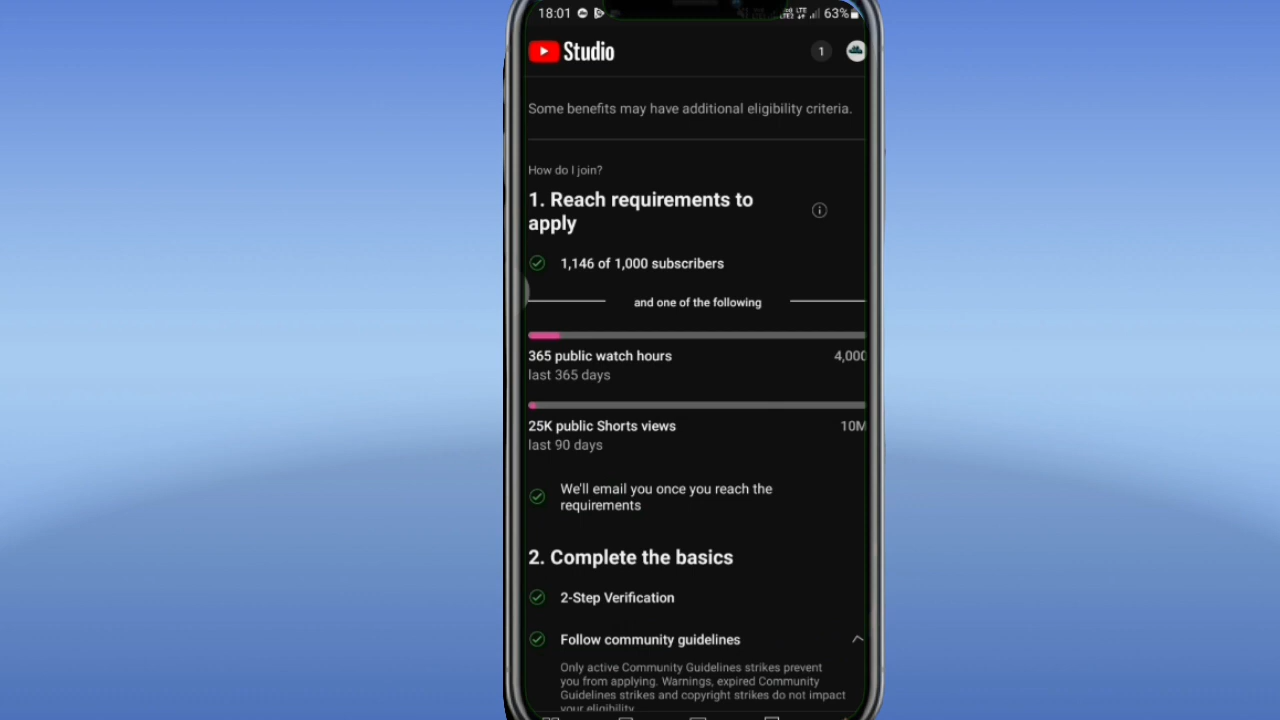 18:01 63%
Studio 1
Some benefits may have additional eligibility criteria.
How do I join?
1. Reach requirements to
apply
1,146 of 1,000 subscribers
and one of the following
365 public watch hours 4,000
last 365 days
25K public Shorts views 10M
last 90 days
We'll email you once you reach the
requirements
2. Complete the basics
2-Step Verification
Follow community guidelines
Only active Community Guidelines strikes prevent
you from applying. Warnings, expired Community
Guidelines strikes and copyright strikes do not impact
your eligibility.